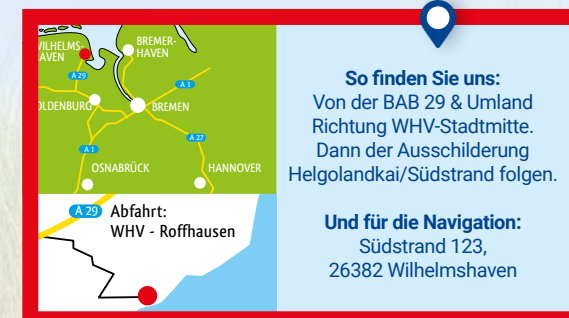 WILHELMS-
HAVEN
BREMER-
HAVEN
A 29
A 1
OLDENBURG
BREMEN
A 1
A 27
OSNABRÜCK
HANNOVER
A 29 Abfahrt:
WHV - Roffhausen
So finden Sie uns:
Von der BAB 29 & Umland
Richtung WHV-Stadtmitte.
Dann der Ausschilderung
Helgolandkai/Südstrand folgen.
Und für die Navigation:
Südstrand 123,
26382 Wilhelmshaven